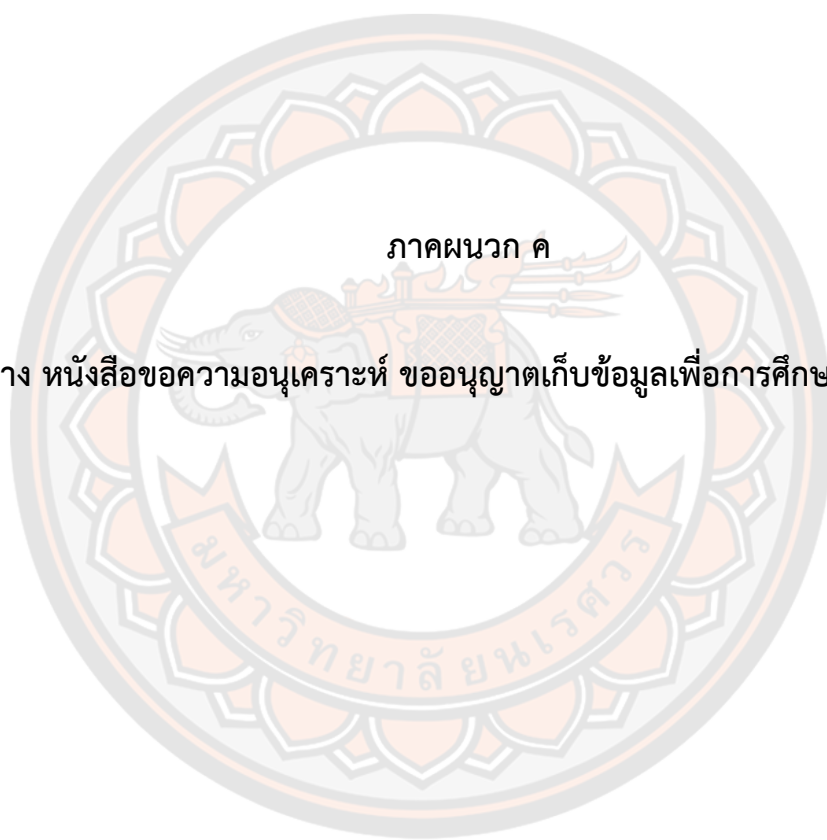 ภาคผนวก ค
าง หนังสือขอความอนุเคราะห์ ขออนุญาตเก็บข้อมูลเพื่อการศึกษ
มหาวิทยาลัยนเรศวร